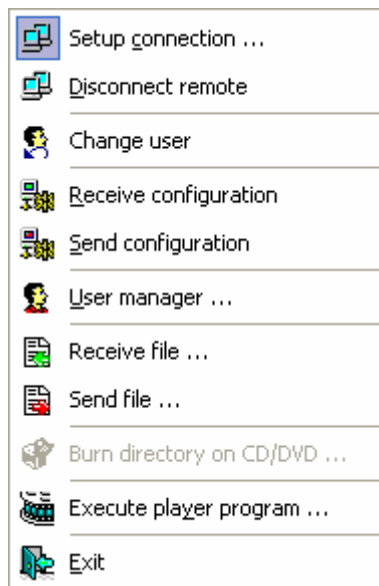 Setup connection ...
Disconnect remote
Change user
Receive configuration
Send configuration
User manager ...
Receive file ...
Send file ...
Burn directory on CD/DVD ...
Execute player program ...
Exit